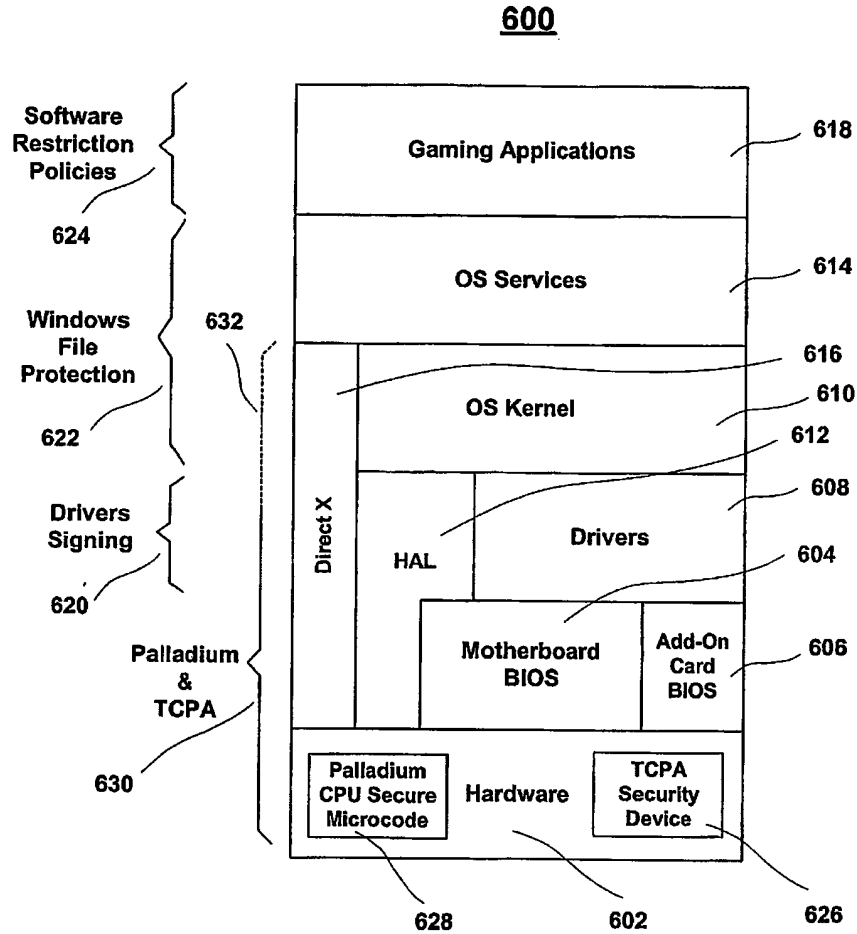 600
Software
Restriction
Policies
624
Gaming Applications
618
OS Services
614
Windows
File
Protection
622
632
616
OS Kernel
610
612
Drivers
Signing
620
Direct X
HAL
Drivers
608
604
Motherboard
BIOS
Add-On
Card
BIOS
606
Palladium
&
TCPA
630
Palladium
CPU Secure
Microcode
Hardware
TCPA
Security
Device
628
602
626